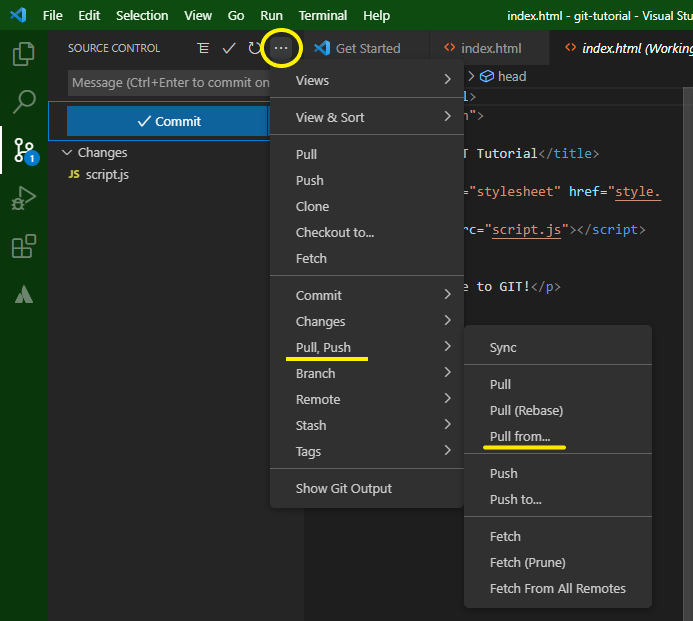 File Edit Selection View Go Run Terminal Help index.html - git-tutorial - Visual Stu
SOURCE CONTROL
Get Started
index.html
index.html (Working
Message (Ctrl+Enter to commit on
head
Commit
Changes
JS script.js
1
Views
View & Sort
Pull
Push
Clone
Checkout to...
Fetch
Commit
Changes
Pull, Push
Branch
Remote
Stash
Tags
Show Git Output
l>
">
T Tutorial</title>
="stylesheet" href="style.
rc="script.js"></script>
e to GIT!</p>
Sync
Pull
Pull (Rebase)
Pull from...
Push
Push to...
Fetch
Fetch (Prune)
Fetch From All Remotes